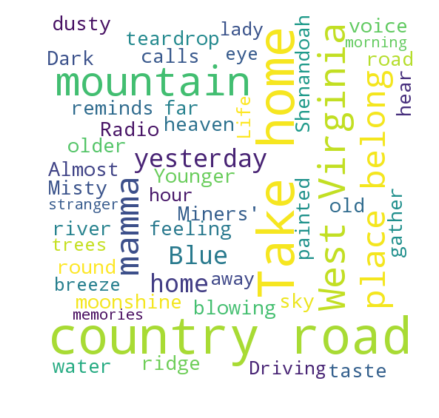 dusty
teardrop
lady
voice
Dark
calls
eye
morning
mountain
Take home
Shenandoah
West Virginia
road
hear
reminds
far
Radio
heaven
Life
older
yesterday
place belong
Almost
Younger
Misty
mamma
hour
stranger
Miners'
painted
old
river
feeling
gather
trees
Blue
round
home
away
breeze
moonshine
blowing
sky
memories
country road
water
ridge
Driving
taste